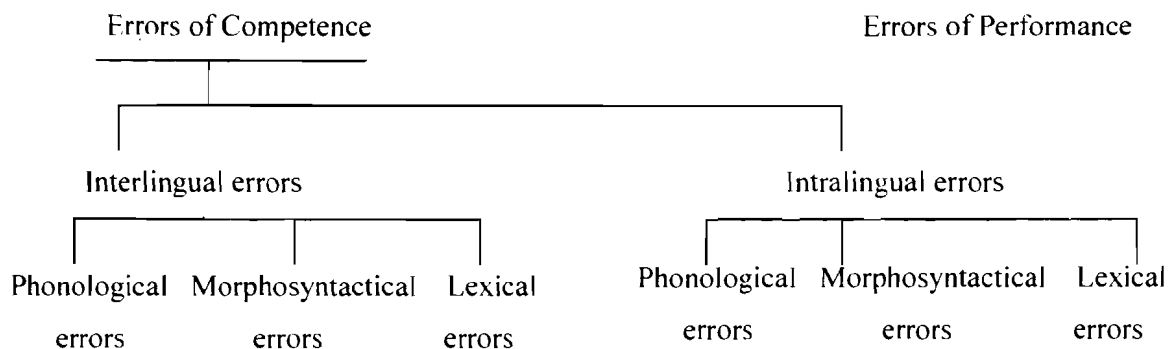 Errors of Competence Errors of Performance
Interlingual errors Intralingual errors
Phonological Morphosyntactical Lexical Phonological Morphosyntactical Lexical
errors errors errors errors errors errors